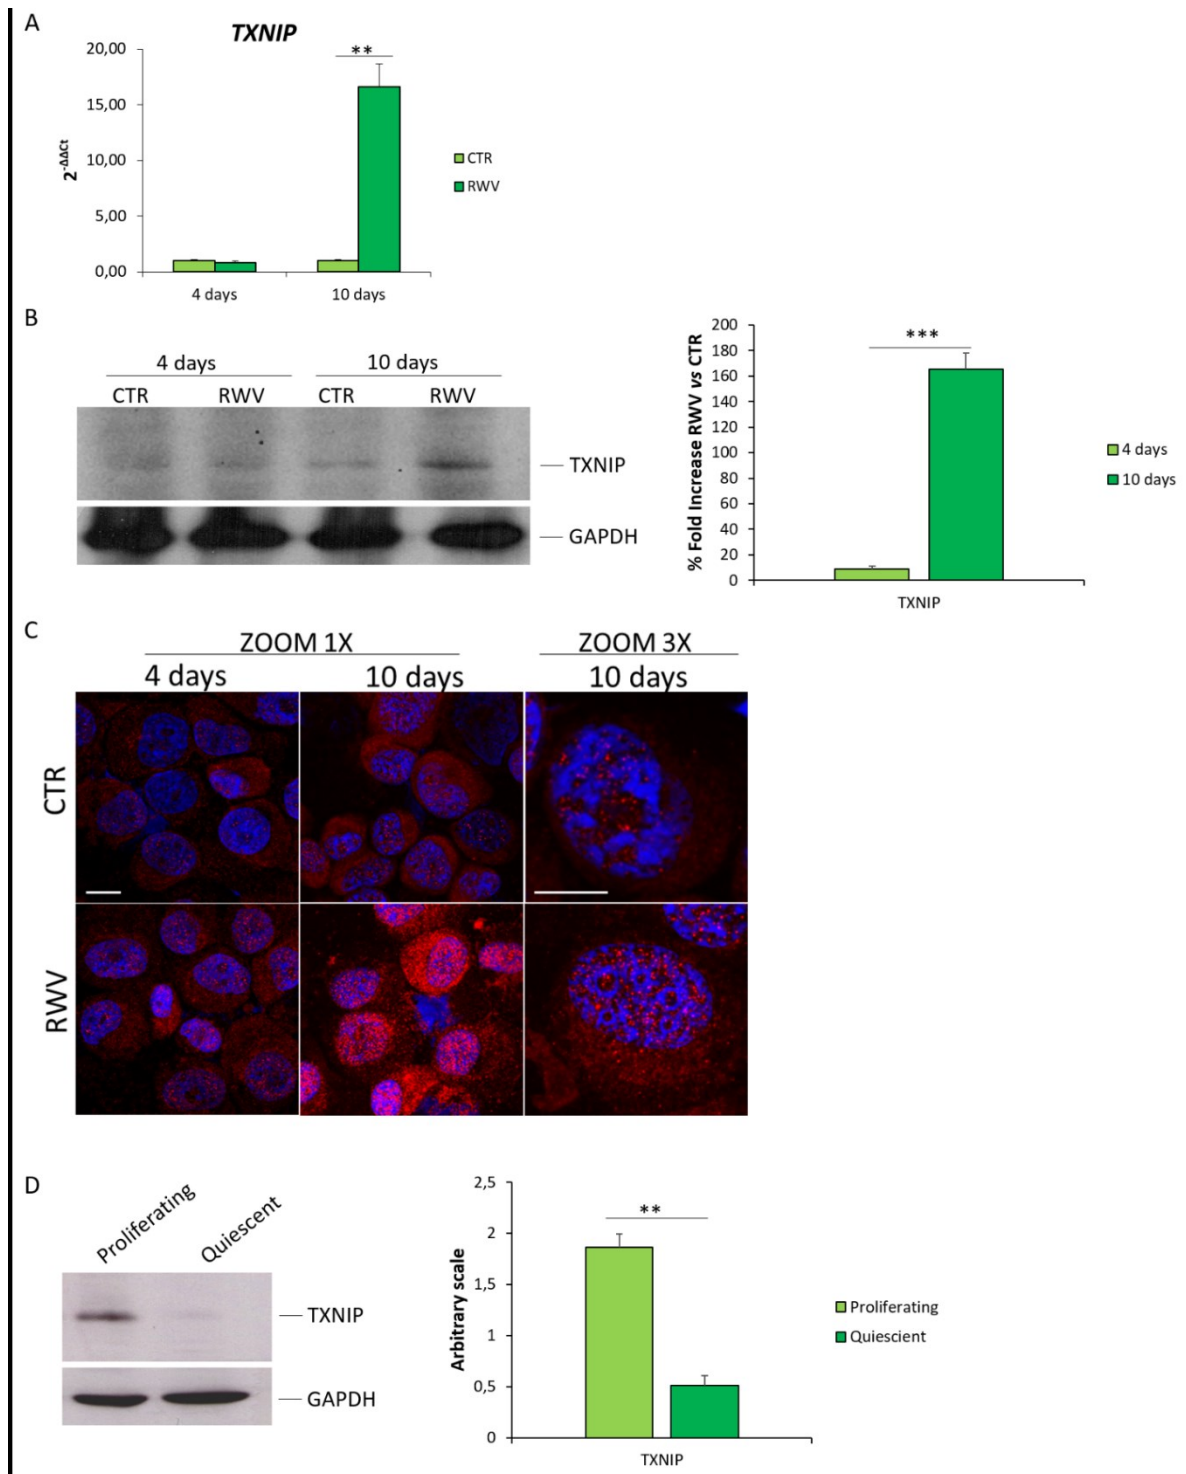 A
TXNIP
20,00
15,00
10,00
5,00
0,00
2^-ΔΔCt
**
CTR
RWV
4 days 10 days
B
4 days 10 days
CTR RWV CTR RWV
TXNIP
GAPDH
% Fold Increase RWV vs CTR
200
180
160
140
120
100
80
60
40
20
0
***
4 days
10 days
TXNIP
C
ZOOM 1X ZOOM 3X
4 days 10 days 10 days
CTR
RWV
D
Proliferating Quiescent
TXNIP
GAPDH
Arbitrary scale
2,5
2
1,5
1
0,5
0
**
Proliferating
Quiescient
TXNIP